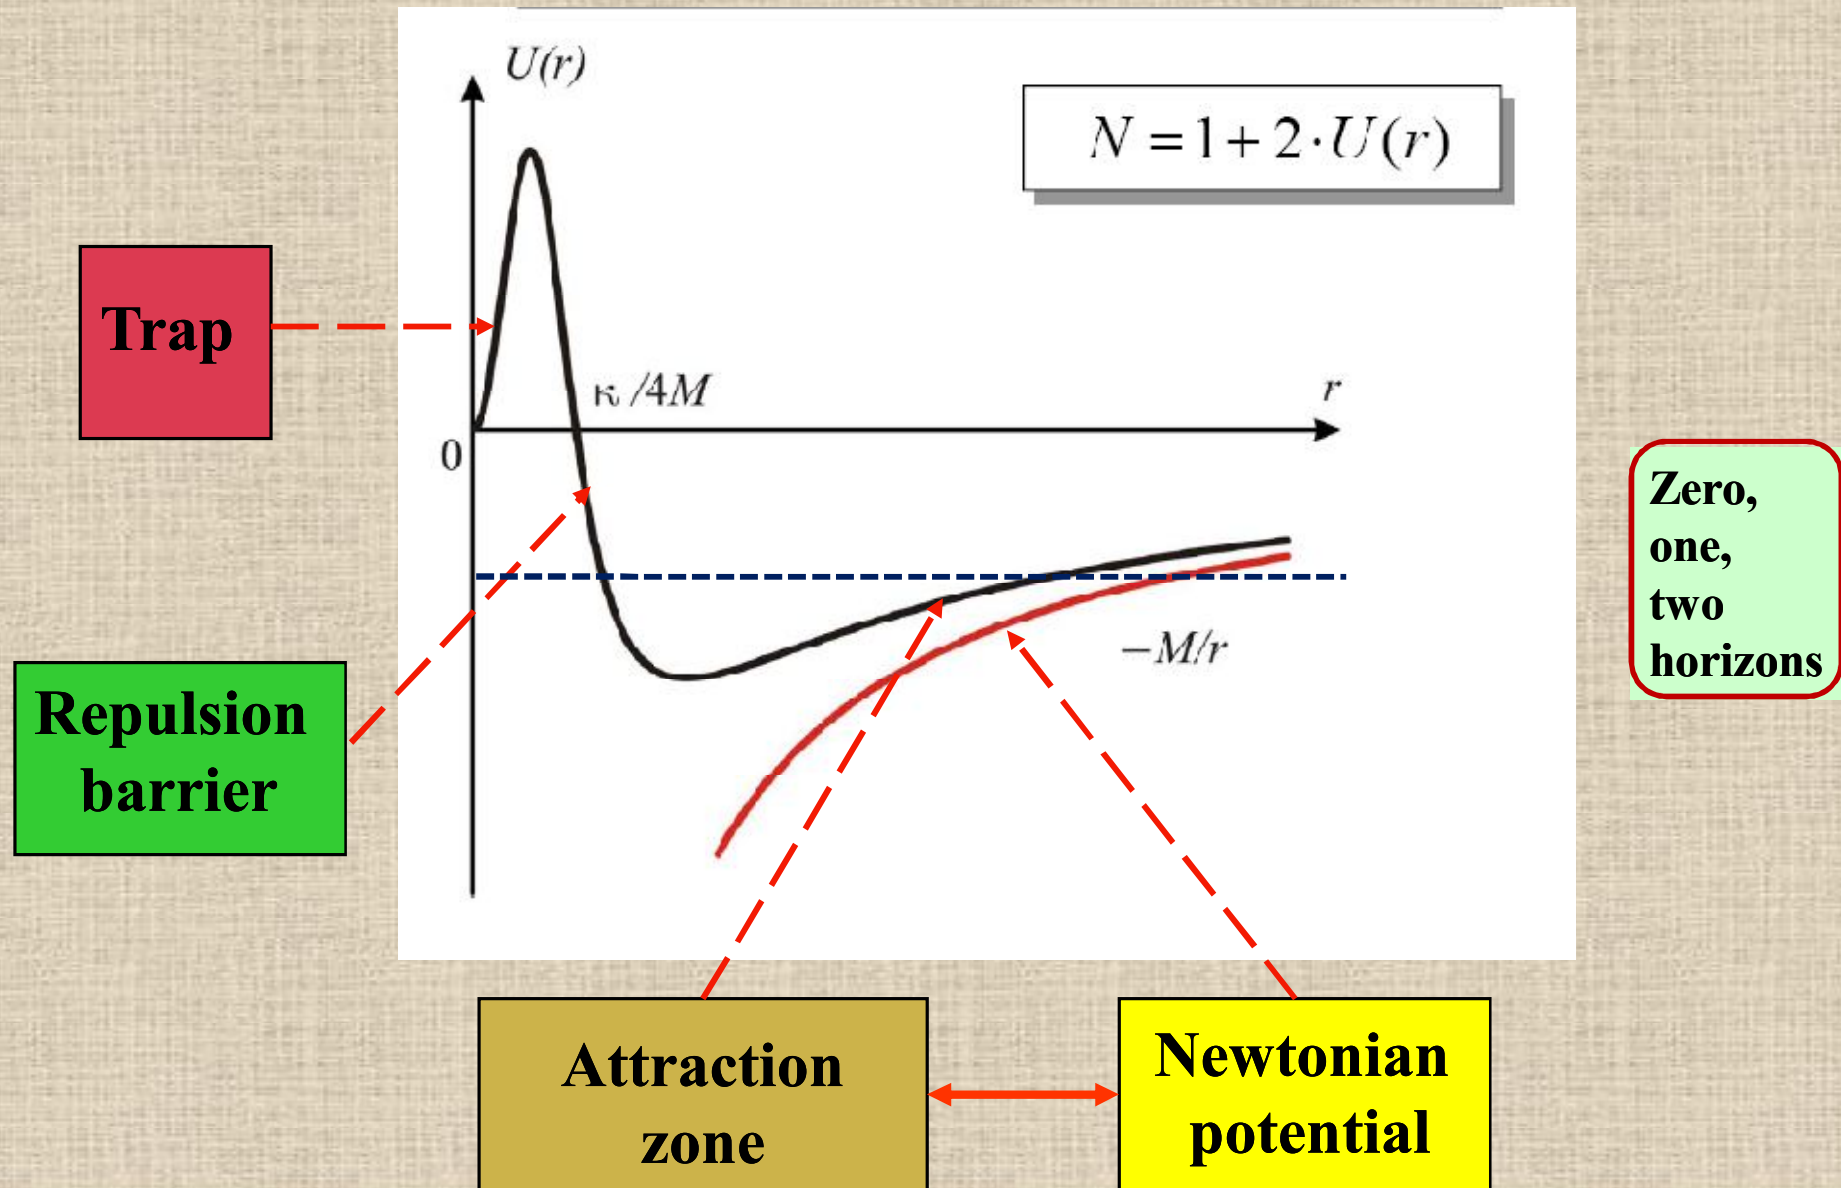 U(r)
N = 1 + 2 · U(r)
Trap
κ /4M
r
0
Zero,
one,
two
horizons
−M/r
Repulsion
barrier
Attraction
zone
Newtonian
potential